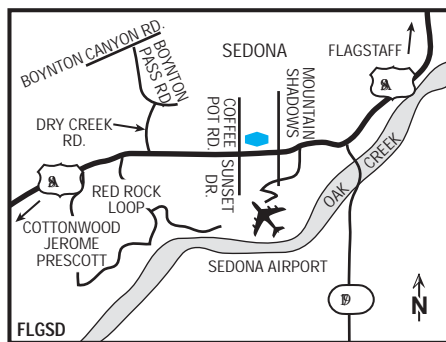 BOYNTON CANYON RD.
BOYNTON
PASS RD.
SEDONA
FLAGSTAFF
MOUNTAIN
SHADOWS
DRY CREEK
RD.
COFFEE
POT RD.
SUNSET
DR.
RED ROCK
LOOP
OAK CREEK
COTTONWOOD
JEROME
PRESCOTT
SEDONA AIRPORT
N
FLGSD